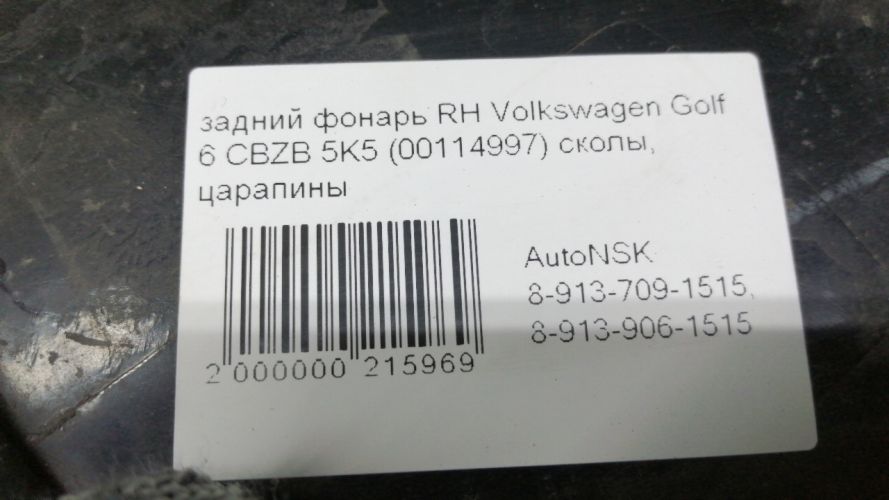 задний фонарь RH Volkswagen Golf
6 CBZB 5K5 (00114997) сколы,
царапины
AutoNSK
8-913-709-1515,
8-913-906-1515
2 000000 215969